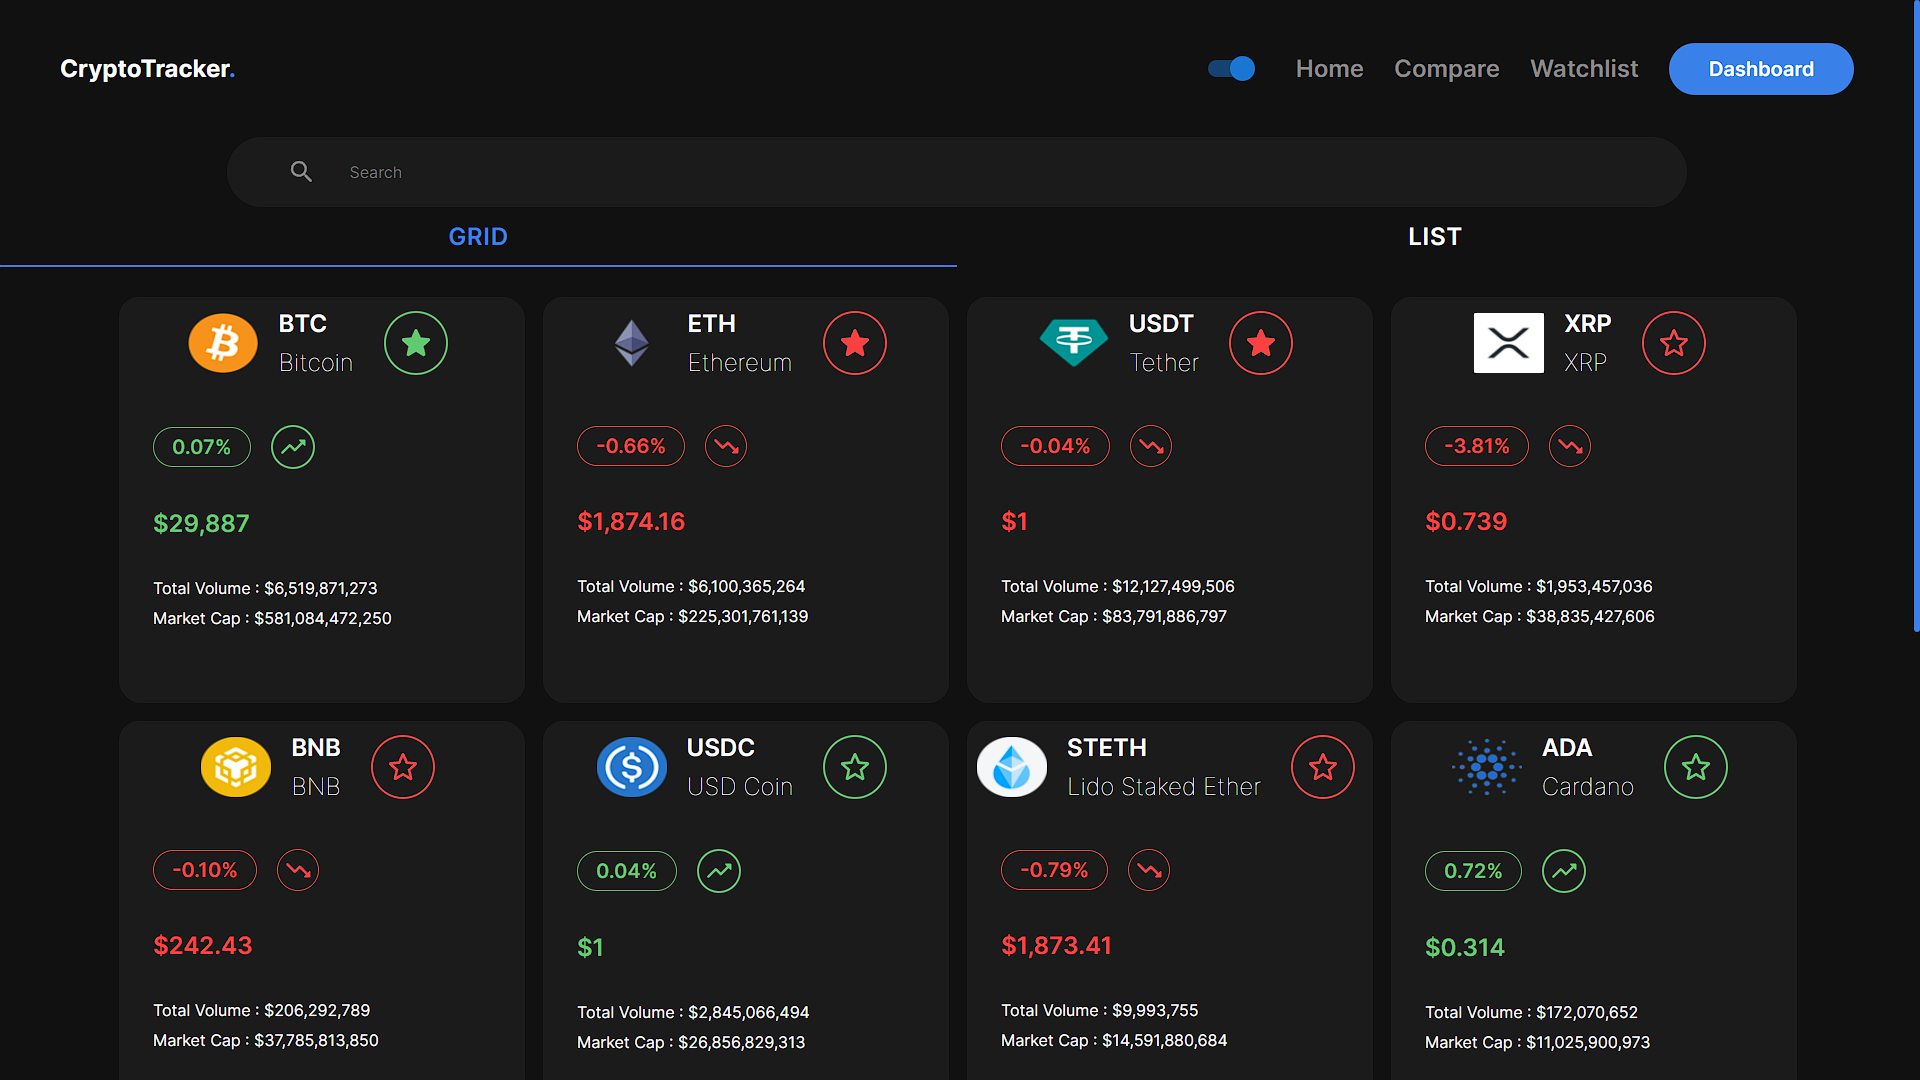 CryptoTracker.
Home
Compare
Watchlist
Dashboard
Search
GRID
LIST
BTC
Bitcoin
0.07%
$29,887
Total Volume : $6,519,871,273
Market Cap : $581,084,472,250
ETH
Ethereum
-0.66%
$1,874.16
Total Volume : $6,100,365,264
Market Cap : $225,301,761,139
USDT
Tether
-0.04%
$1
Total Volume : $12,127,499,506
Market Cap : $83,791,886,797
XRP
XRP
-3.81%
$0.739
Total Volume : $1,953,457,036
Market Cap : $38,835,427,606
BNB
BNB
-0.10%
$242.43
Total Volume : $206,292,789
Market Cap : $37,785,813,850
USDC
USD Coin
0.04%
$1
Total Volume : $2,845,066,494
Market Cap : $26,856,829,313
STETH
Lido Staked Ether
-0.79%
$1,873.41
Total Volume : $9,993,755
Market Cap : $14,591,880,684
ADA
Cardano
0.72%
$0.314
Total Volume : $172,070,652
Market Cap : $11,025,900,973